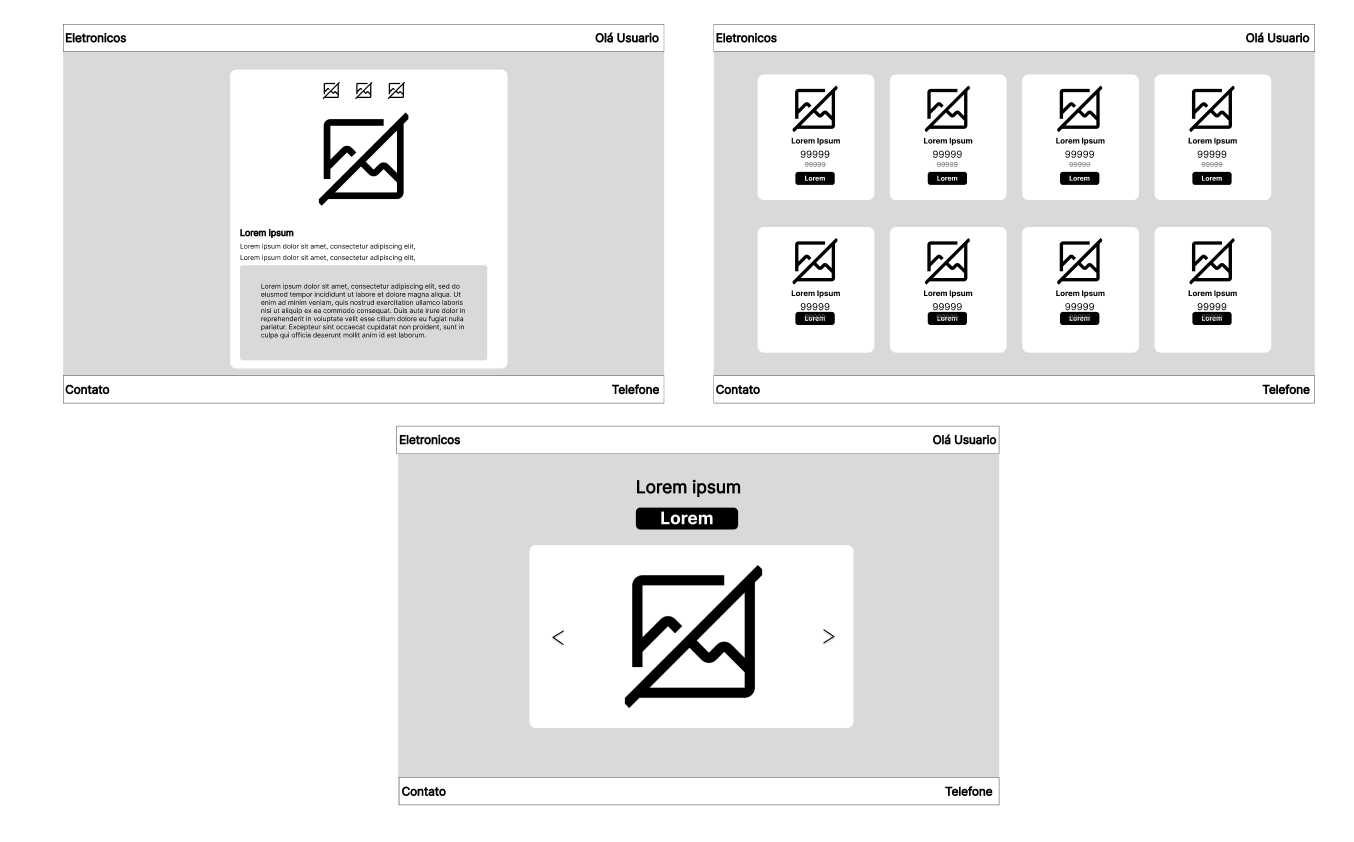 Eletronicos
Olá Usuario
Lorem ipsum
Lorem ipsum dolor sit amet, consectetur adipiscing elit,
Lorem ipsum dolor sit amet, consectetur adipiscing elit,
Lorem ipsum dolor sit amet, consectetur adipiscing elit, sed do
eiusmod tempor incididunt ut labore et dolore magna aliqua. Ut
enim ad minim veniam, quis nostrud exercitation ullamco laboris
nisi ut aliquip ex ea commodo consequat. Duis aute irure dolor in
reprehenderit in voluptate velit esse cillum dolore eu fugiat nulla
pariatur. Excepteur sint occaecat cupidatat non proident, sunt in
culpa qui officia deserunt mollit anim id est laborum.
Contato
Telefone
Eletronicos
Olá Usuario
Lorem Ipsum
99999
99999
Lorem
Lorem Ipsum
99999
99999
Lorem
Lorem Ipsum
99999
99999
Lorem
Lorem Ipsum
99999
99999
Lorem
Lorem Ipsum
99999
Lorem
Lorem Ipsum
99999
Lorem
Lorem Ipsum
99999
Lorem
Lorem Ipsum
99999
Lorem
Contato
Telefone
Eletronicos
Olá Usuario
Lorem ipsum
Lorem
<
>
Contato
Telefone